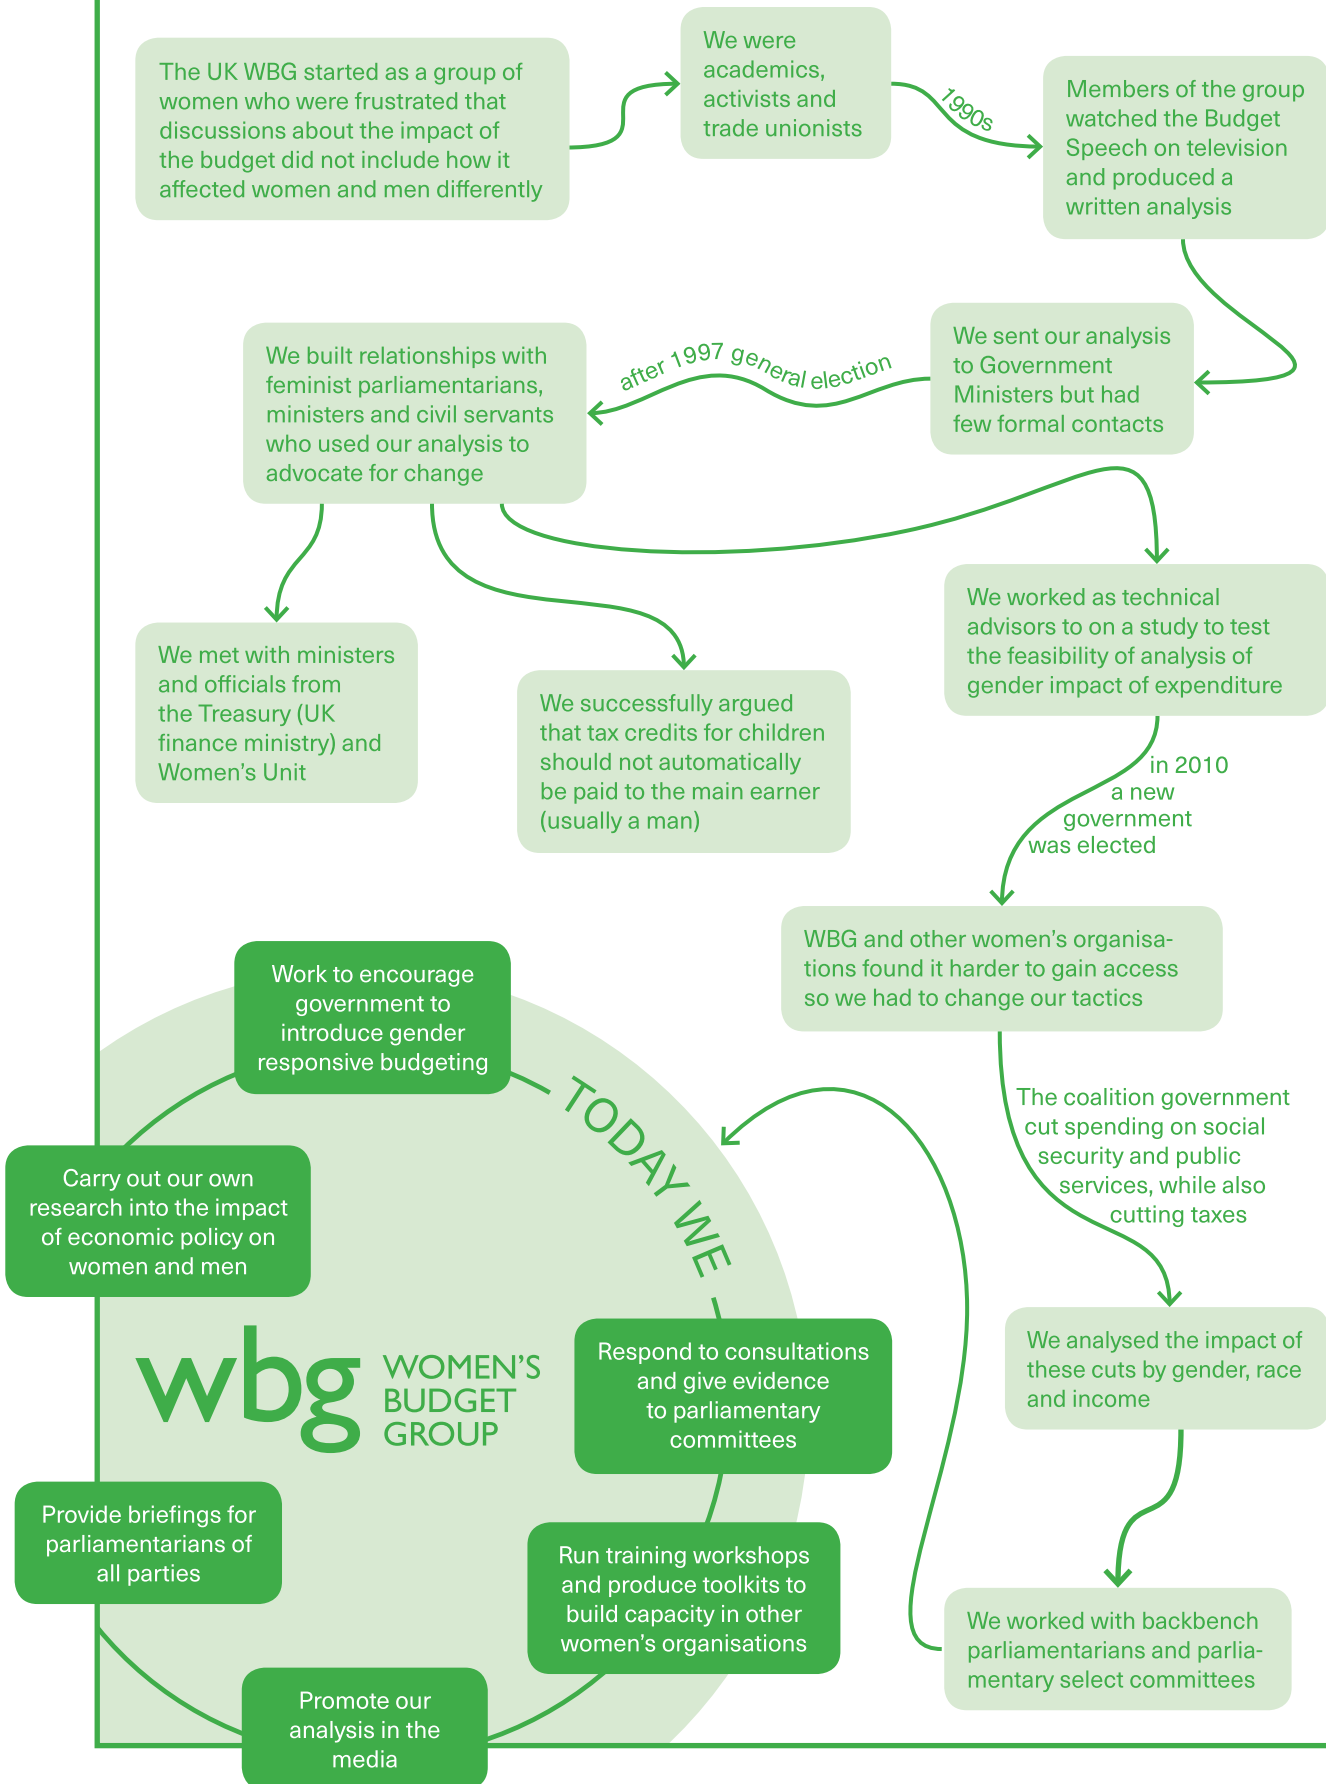 The UK WBG started as a group of
women who were frustrated that
discussions about the impact of
the budget did not include how it
affected women and men differently
We were
academics,
activists and
trade unionists
1990s
Members of the group
watched the Budget
Speech on television
and produced a
written analysis
We sent our analysis
to Government
Ministers but had
few formal contacts
after 1997 general election
We built relationships with
feminist parliamentarians,
ministers and civil servants
who used our analysis to
advocate for change
We met with ministers
and officials from
the Treasury (UK
finance ministry) and
Women's Unit
We successfully argued
that tax credits for children
should not automatically
be paid to the main earner
(usually a man)
We worked as technical
advisors to on a study to test
the feasibility of analysis of
gender impact of expenditure
in 2010
a new
government
was elected
WBG and other women's organisa-
tions found it harder to gain access
so we had to change our tactics
The coalition government
cut spending on social
security and public
services, while also
cutting taxes
We analysed the impact of
these cuts by gender, race
and income
We worked with backbench
parliamentarians and parlia-
mentary select committees
TODAY WE
Respond to consultations
and give evidence
to parliamentary
committees
Run training workshops
and produce toolkits to
build capacity in other
women's organisations
Promote our
analysis in the
media
Provide briefings for
parliamentarians of
all parties
Carry out our own
research into the impact
of economic policy on
women and men
Work to encourage
government to
introduce gender
responsive budgeting
wbg
WOMEN'S
BUDGET
GROUP